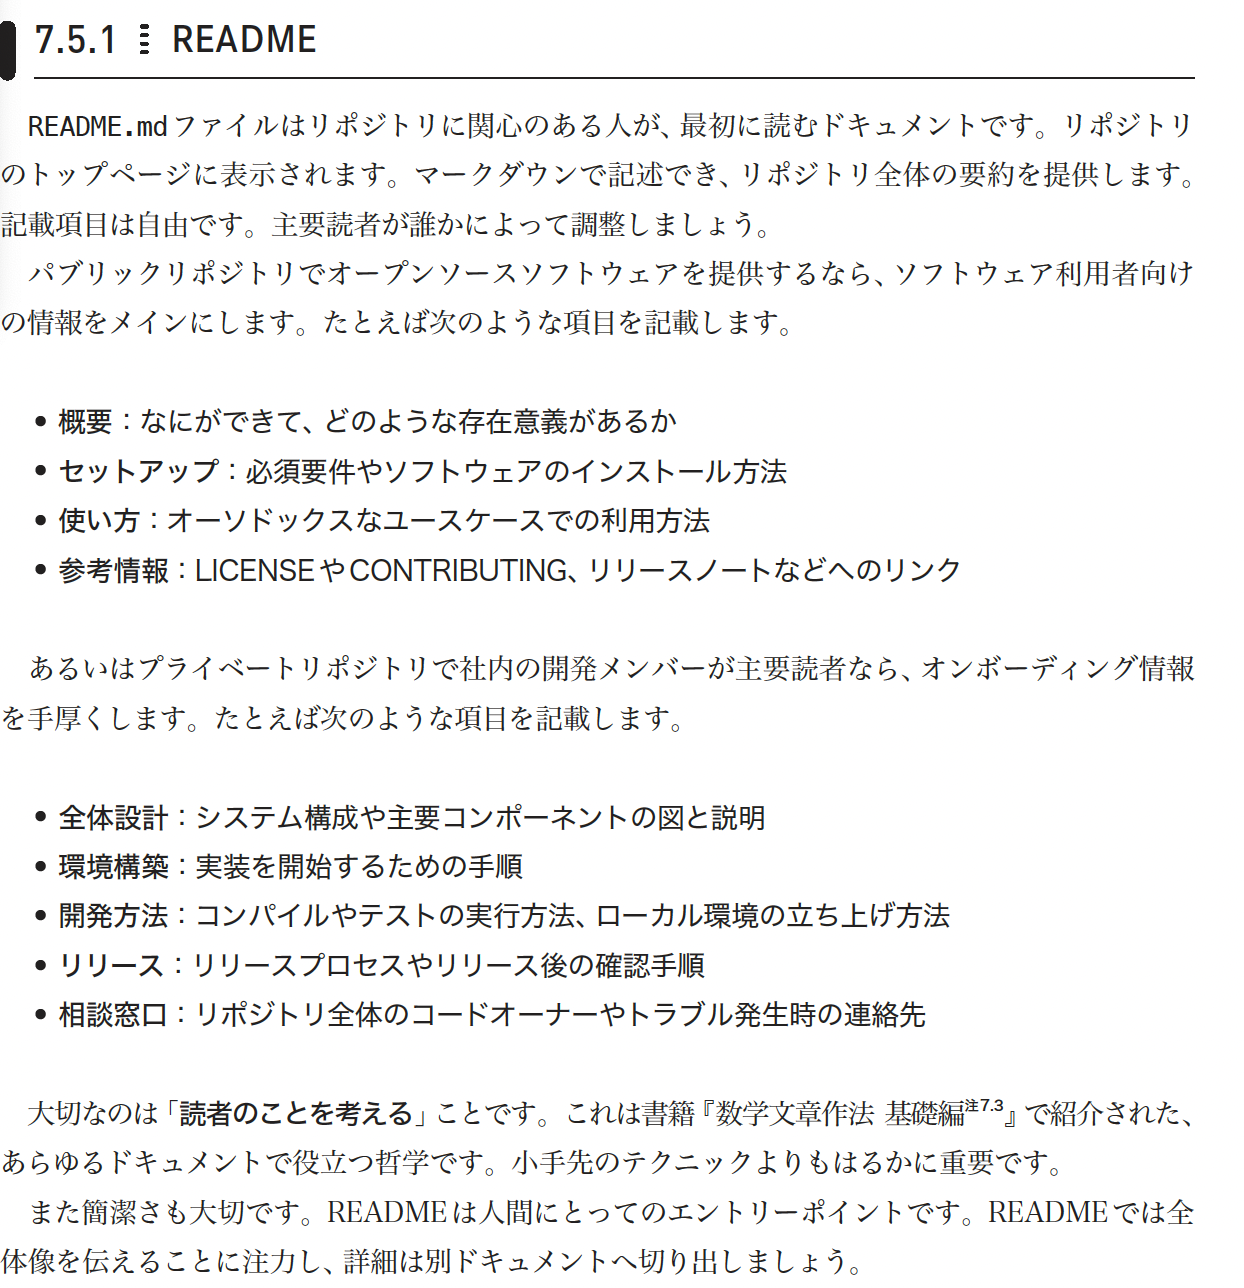 7.5.1 README
README.mdファイルはリポジトリに関心のある人が、最初に読むドキュメントです。リポジトリ
のトップページに表示されます。マークダウンで記述でき、リポジトリ全体の要約を提供します。
記載項目は自由です。主要読者が誰かによって調整しましょう。
パブリックリポジトリでオープンソースソフトウェアを提供するなら、ソフトウェア利用者向け
の情報をメインにします。たとえば次のような項目を記載します。
● 概要：なにができて、どのような存在意義があるか
● セットアップ：必須要件やソフトウェアのインストール方法
● 使い方：オーソドックスなユースケースでの利用方法
● 参考情報：LICENSEやCONTRIBUTING、リリースノートなどへのリンク
あるいはプライベートリポジトリで社内の開発メンバーが主要読者なら、オンボーディング情報
を手厚くします。たとえば次のような項目を記載します。
● 全体設計：システム構成や主要コンポーネントの図と説明
● 環境構築：実装を開始するための手順
● 開発方法：コンパイルやテストの実行方法、ローカル環境の立ち上げ方法
● リリース：リリースプロセスやリリース後の確認手順
● 相談窓口：リポジトリ全体のコードオーナーやトラブル発生時の連絡先
大切なのは「読者のことを考える」ことです。これは書籍『数学文章作法 基礎編注7.3』で紹介された、
あらゆるドキュメントで役立つ哲学です。小手先のテクニックよりもはるかに重要です。
また簡潔さも大切です。READMEは人間にとってのエントリーポイントです。READMEでは全
体像を伝えることに注力し、詳細は別ドキュメントへ切り出しましょう。